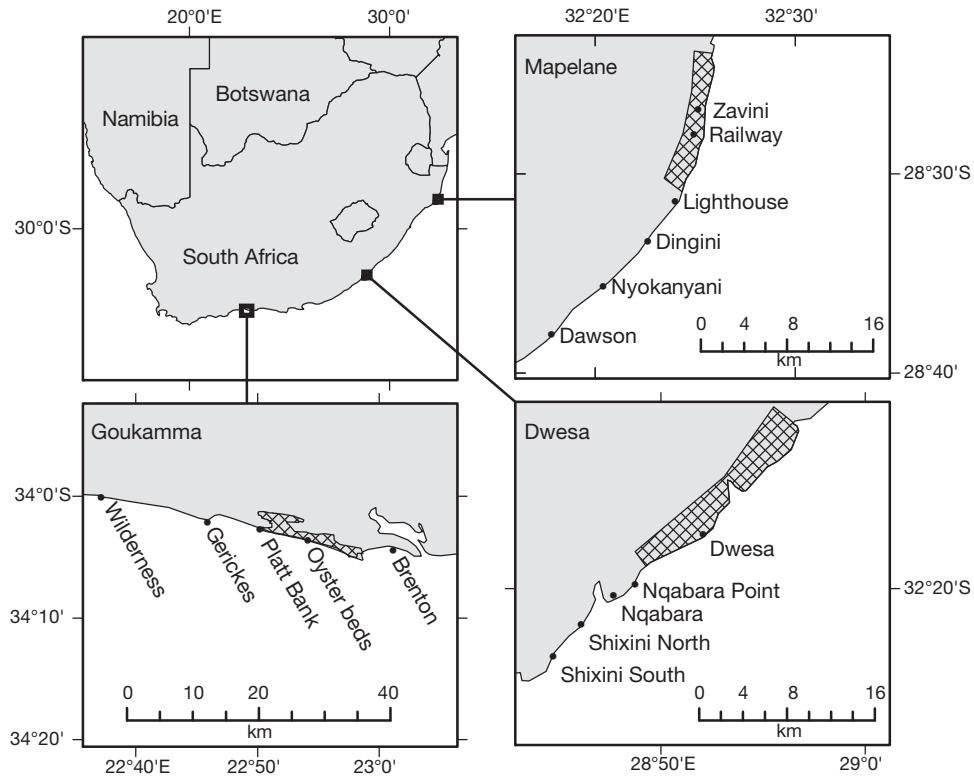 20°0'E 30°0'
Namibia
Botswana
30°0'S
South Africa
32°20' 32°30'
Mapelane
Zavini
Railway
28°30'S
Lighthouse
Dingini
Nyokanyani
Dawson
0 4 8 16
km
28°40'
Goukamma
34°0'S
Wilderness
Gerickes
Platt Bank
Oyster beds
Brenton
34°10'
0 10 20 40
km
34°20'
22°40'E 22°50' 23°0'
Dwesa
Dwesa
32°20'S
Nqabara Point
Nqabara
Shixini North
Shixini South
0 4 8 16
km
28°50'E 29°0'